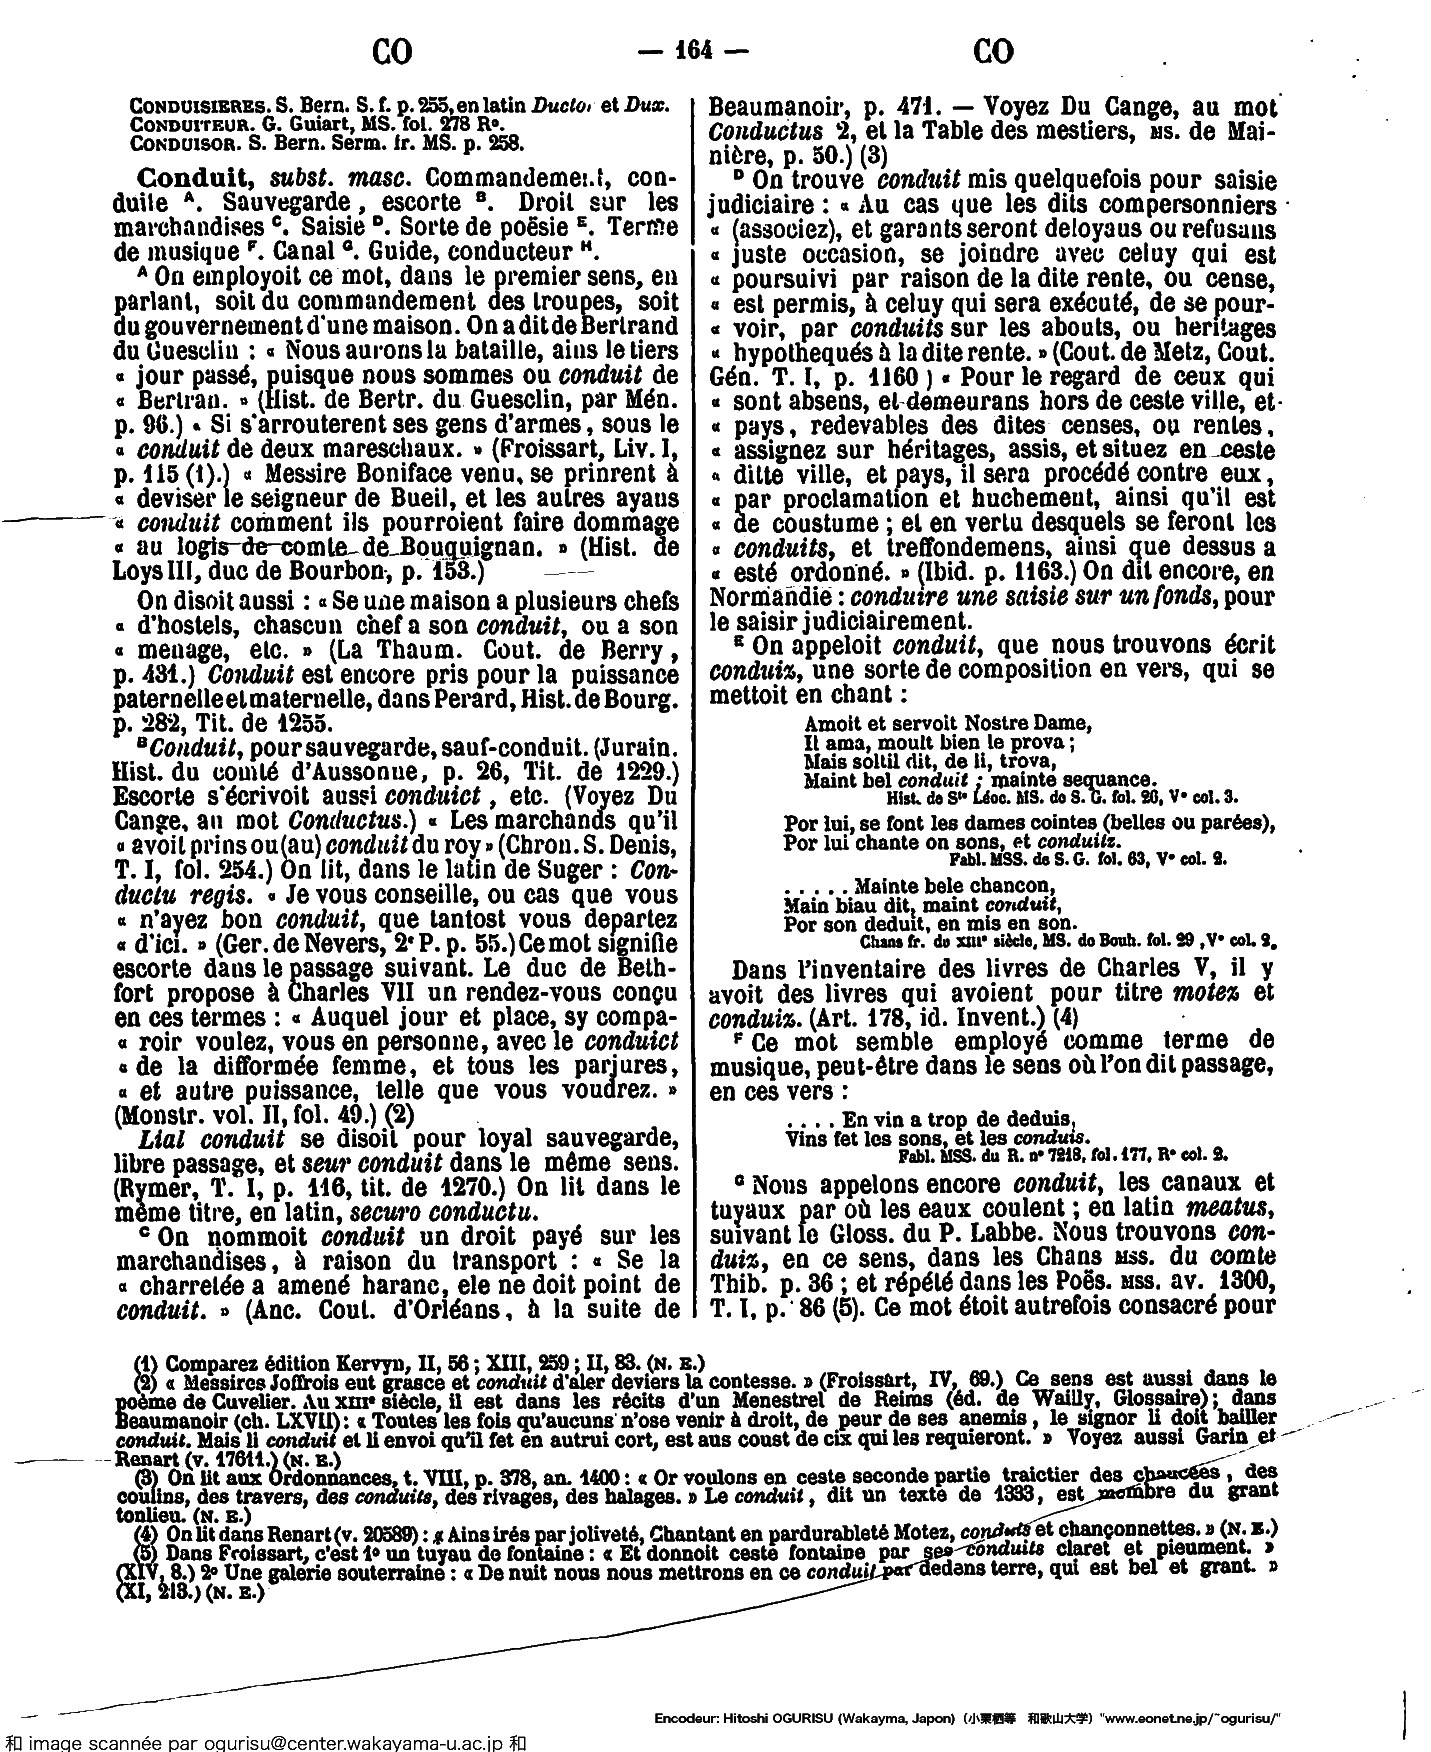 CO — 164 — CO
CONDUISIERES. S. Bern. S. f. p. 255, en latin Ductor et Dux.
CONDUITEUR. G. Guiart, MS. fol. 278 R°.
CONDUISOR. S. Bern. Serm. fr. MS. p. 258.
Conduit, subst. masc. Commandement, con-
duite A. Sauvegarde, escorte B. Droit sur les
marchandises C. Saisie D. Sorte de poësie E. Terme
de musique F. Canal G. Guide, conducteur H.
A On employoit ce mot, dans le premier sens, en
parlant, soit du commandement des troupes, soit
du gouvernement d'une maison. On a dit de Bertrand
du Guesclin : « Nous aurons la bataille, ains le tiers
« jour passé, puisque nous sommes ou conduit de
« Bertran. » (Hist. de Bertr. du Guesclin, par Mén.
p. 96.) « Si s'arrouterent ses gens d'armes, sous le
« conduit de deux mareschaux. » (Froissart, Liv. I,
p. 115 (1).) « Messire Boniface venu, se prinrent à
« deviser le seigneur de Bueil, et les autres ayans
« conduit comment ils pourroient faire dommage
« au logis de comte de Bouquignan. » (Hist. de
Loys III, duc de Bourbon, p. 153.)
On disoit aussi : « Se une maison a plusieurs chefs
« d'hostels, chascun chef a son conduit, ou a son
« menage, etc. » (La Thaum. Cout. de Berry,
p. 431.) Conduit est encore pris pour la puissance
paternelle et maternelle, dans Perard, Hist. de Bourg.
p. 282, Tit. de 1255.
B Conduit, pour sauvegarde, sauf-conduit. (Jurain.
Hist. du comté d'Aussonne, p. 26, Tit. de 1229.)
Escorte s'écrivoit aussi conduict, etc. (Voyez Du
Cange, au mot Conductus.) « Les marchands qu'il
« avoit prins ou (au) conduit du roy » (Chron. S. Denis,
T. I, fol. 254.) On lit, dans le latin de Suger : Con-
ductu regis. « Je vous conseille, ou cas que vous
« n'ayez bon conduit, que tantost vous departez
« d'ici. » (Ger. de Nevers, 2e P. p. 55.) Ce mot signifie
escorte dans le passage suivant. Le duc de Beth-
fort propose à Charles VII un rendez-vous conçu
en ces termes : « Auquel jour et place, sy compa-
« roir voulez, vous en personne, avec le conduict
« de la difformée femme, et tous les parjures,
« et autre puissance, telle que vous voudrez. »
(Monstr. vol. II, fol. 49.) (2)
Lial conduit se disoit pour loyal sauvegarde,
libre passage, et seur conduit dans le même sens.
(Rymer, T. I, p. 116, tit. de 1270.) On lit dans le
même titre, en latin, securo conductu.
C On nommoit conduit un droit payé sur les
marchandises, à raison du transport : « Se la
« charretée a amené haranc, ele ne doit point de
conduit. » (Anc. Cout. d'Orléans, à la suite de
Beaumanoir, p. 471. — Voyez Du Cange, au mot
Conductus 2, et la Table des mestiers, MS. de Mai-
nière, p. 50.) (3)
D On trouve conduit mis quelquefois pour saisie
judiciaire : « Au cas que les dits compersonniers
« (associez), et garants seront deloyaus ou refusans
« juste occasion, se joindre avec celuy qui est
« poursuivi par raison de la dite rente, ou cense,
« est permis, à celuy qui sera exécuté, de se pour-
« voir, par conduits sur les abouts, ou heritages
« hypothequés à la dite rente. » (Cout. de Metz, Cout.
Gén. T. I, p. 1160) « Pour le regard de ceux qui
« sont absens, et demeurans hors de ceste ville, et
« pays, redevables des dites censes, ou rentes,
« assignez sur héritages, assis, et situez en ceste
« ditte ville, et pays, il sera procédé contre eux,
« par proclamation et huchement, ainsi qu'il est
« de coustume ; et en vertu desquels se feront les
« conduits, et treffondemens, ainsi que dessus a
« esté ordonné. » (Ibid. p. 1163.) On dit encore, en
Normandie : conduire une saisie sur un fonds, pour
le saisir judiciairement.
E On appeloit conduit, que nous trouvons écrit
conduiz, une sorte de composition en vers, qui se
mettoit en chant :
Amoit et servoit Nostre Dame,
Il ama, moult bien le prova ;
Mais soltil dit, de li, trova,
Maint bel conduit ; mainte sequance.
Hist. de Ste Léoc. MS. de S. G. fol. 26, V° col. 3.
Por lui, se font les dames cointes (belles ou parées),
Por lui chante on sons, et conduitz.
Fabl. MSS. de S. G. fol. 63, V° col. 2.
. . . . . Mainte bele chancon,
Main biau dit, maint conduit,
Por son deduit, en mis en son.
Chans fr. du XIIIe siècle, MS. de Bouh. fol. 29, V° col. 2.
Dans l'inventaire des livres de Charles V, il y
avoit des livres qui avoient pour titre motez et
conduiz. (Art. 178, id. Invent.) (4)
F Ce mot semble employé comme terme de
musique, peut-être dans le sens où l'on dit passage,
en ces vers :
. . . . En vin a trop de deduis,
Vins fet les sons, et les conduis.
Fabl. MSS. du R. n° 7218, fol. 177, R° col. 2.
G Nous appelons encore conduit, les canaux et
tuyaux par où les eaux coulent ; en latin meatus,
suivant le Gloss. du P. Labbe. Nous trouvons con-
duiz, en ce sens, dans les Chans MSS. du comte
Thib. p. 36 ; et répété dans les Poës. MSS. av. 1300,
T. I, p. 86 (5). Ce mot étoit autrefois consacré pour
(1) Comparez édition Kervyn, II, 56 ; XIII, 259 ; II, 83. (N. E.)
(2) « Messires Joffrois eut grasce et conduit d'aler deviers la contesse. » (Froissart, IV, 69.) Ce sens est aussi dans le
poème de Cuvelier. Au XIIIe siècle, il est dans les récits d'un Menestrel de Reims (éd. de Wailly, Glossaire) ; dans
Beaumanoir (ch. LXVII) : « Toutes les fois qu'aucuns n'ose venir à droit, de peur de ses anemis, le signor li doit bailler
conduit. Mais li conduit et li envoi qu'il fet en autrui cort, est aus coust de cix qui les requieront. » Voyez aussi Garin et
Renart (v. 17611.) (N. E.)
(3) On lit aux Ordonnances, t. VIII, p. 378, an. 1400 : « Or voulons en ceste seconde partie traictier des chaucées, des
coulins, des travers, des conduits, des rivages, des halages. » Le conduit, dit un texte de 1333, est membre du grant
tonlieu. (N. E.)
(4) On lit dans Renart (v. 20589) : « Ains irés par joliveté, Chantant en pardurableté Motez, conduis et chançonnettes. » (N. E.)
(5) Dans Froissart, c'est 1° un tuyau de fontaine : « Et donnoit ceste fontaine par ses conduits claret et pieument. »
(XIV, 8.) 2° Une galerie souterraine : « De nuit nous nous mettrons en ce conduit par dedens terre, qui est bel et grant. »
(XI, 213.) (N. E.)
Encodeur: Hitoshi OGURISU (Wakayma, Japon) (小栗栖等 和歌山大学) "www.eonet.ne.jp/~ogurisu/"
和 image scannée par ogurisu@center.wakayama-u.ac.jp 和